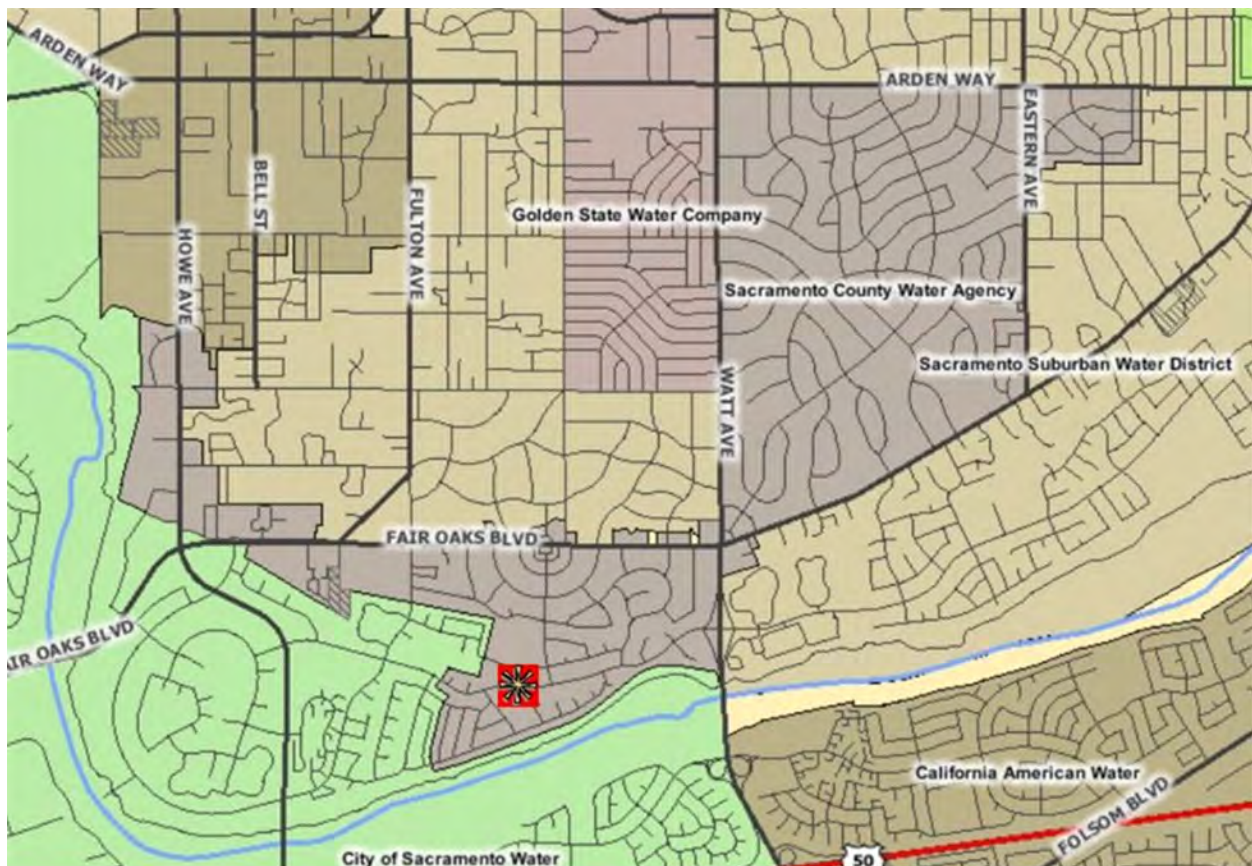 ARDEN WAY
ARDEN WAY
EASTERN AVE
BELL ST
FULTON AVE
HOWE AVE
Golden State Water Company
Sacramento County Water Agency
Sacramento Suburban Water District
WATT AVE
FAIR OAKS BLVD
AIR OAKS BLVD
California American Water
FOLSOM BLVD
City of Sacramento Water
50